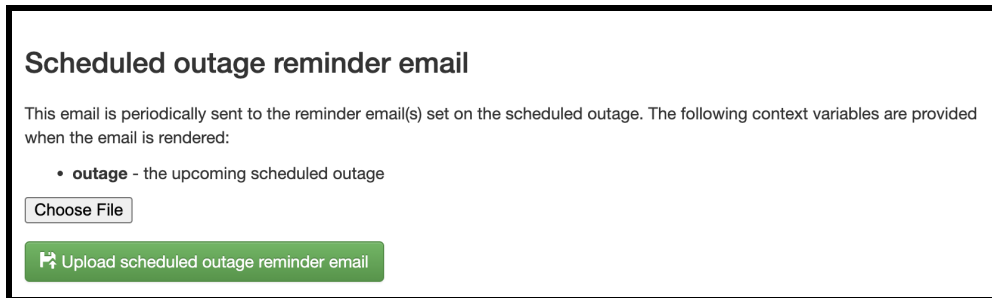 Scheduled outage reminder email
This email is periodically sent to the reminder email(s) set on the scheduled outage. The following context variables are provided
when the email is rendered:
• outage - the upcoming scheduled outage
Choose File
Upload scheduled outage reminder email